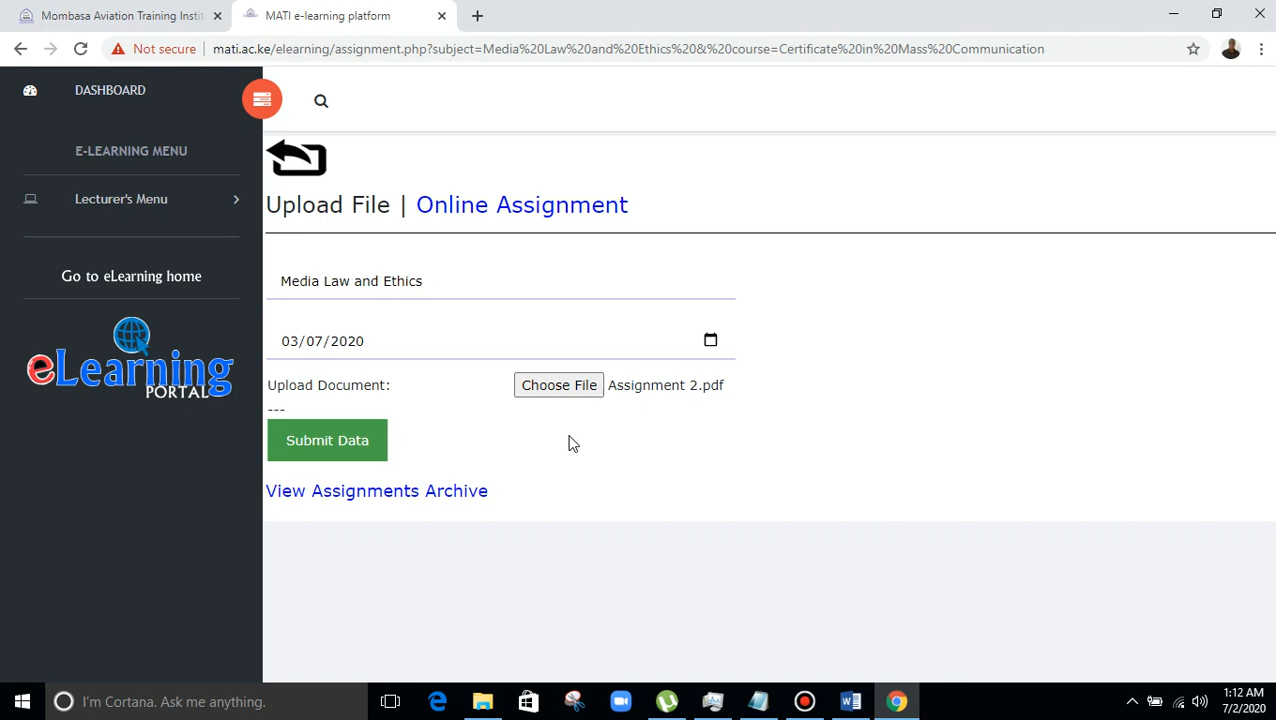 Mombasa Aviation Training Instit
MATI e-learning platform
Not secure
mati.ac.ke/elearning/assignment.php?subject=Media%20Law%20and%20Ethics%20&%20course=Certificate%20in%20Mass%20Communication
DASHBOARD
E-LEARNING MENU
Lecturer's Menu
Go to eLearning home
eLearning
PORTAL
Upload File | Online Assignment
Media Law and Ethics
03/07/2020
Upload Document: Choose File Assignment 2.pdf
---
Submit Data
View Assignments Archive
I'm Cortana. Ask me anything.
1:12 AM
7/2/2020